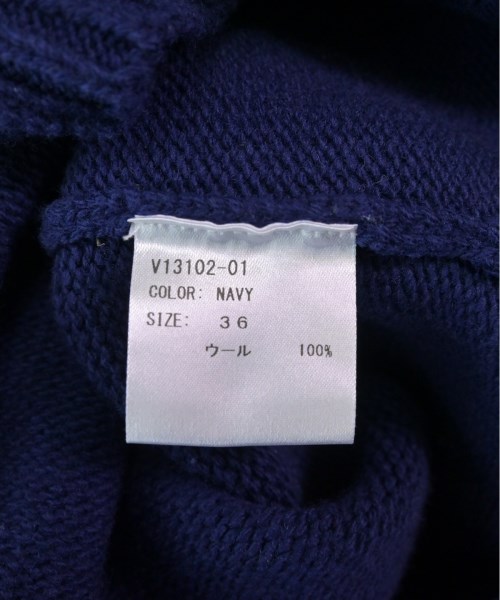 V13102-01
COLOR: NAVY
SIZE: 36
ウール 100%